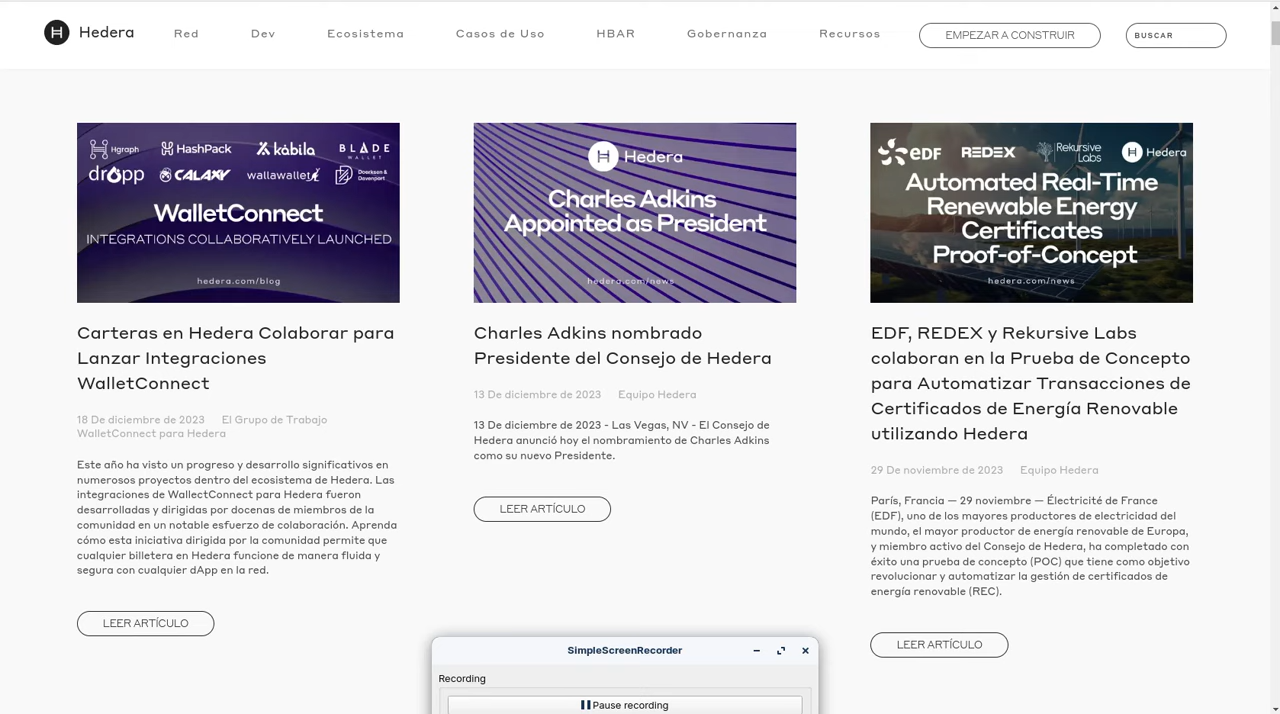 Hedera
Red
Dev
Ecosistema
Casos de Uso
HBAR
Gobernanza
Recursos
EMPEZAR A CONSTRUIR
BUSCAR
Hgraph
HashPack
kabila
BLADE
WALLET
dropp
CALAXY
wallawallet
Doerksen &
Davenport
WalletConnect
INTEGRATIONS COLLABORATIVELY LAUNCHED
hedera.com/blog
Carteras en Hedera Colaborar para
Lanzar Integraciones
WalletConnect
18 De diciembre de 2023 El Grupo de Trabajo
WalletConnect para Hedera
Este año ha visto un progreso y desarrollo significativos en
numerosos proyectos dentro del ecosistema de Hedera. Las
integraciones de WallectConnect para Hedera fueron
desarrolladas y dirigidas por docenas de miembros de la
comunidad en un notable esfuerzo de colaboración. Aprenda
cómo esta iniciativa dirigida por la comunidad permite que
cualquier billetera en Hedera funcione de manera fluida y
segura con cualquier dApp en la red.
LEER ARTÍCULO
Hedera
Charles Adkins
Appointed as President
hedera.com/news
Charles Adkins nombrado
Presidente del Consejo de Hedera
13 De diciembre de 2023 Equipo Hedera
13 De diciembre de 2023 - Las Vegas, NV - El Consejo de
Hedera anunció hoy el nombramiento de Charles Adkins
como su nuevo Presidente.
LEER ARTÍCULO
EDF
REDEX
Rekursive
Labs
Hedera
Automated Real-Time
Renewable Energy
Certificates
Proof-of-Concept
hedera.com/news
EDF, REDEX y Rekursive Labs
colaboran en la Prueba de Concepto
para Automatizar Transacciones de
Certificados de Energía Renovable
utilizando Hedera
29 De noviembre de 2023 Equipo Hedera
París, Francia — 29 noviembre — Électricité de France
(EDF), uno de los mayores productores de electricidad del
mundo, el mayor productor de energía renovable de Europa,
y miembro activo del Consejo de Hedera, ha completado con
éxito una prueba de concepto (POC) que tiene como objetivo
revolucionar y automatizar la gestión de certificados de
energía renovable (REC).
LEER ARTÍCULO
SimpleScreenRecorder
Recording
Pause recording